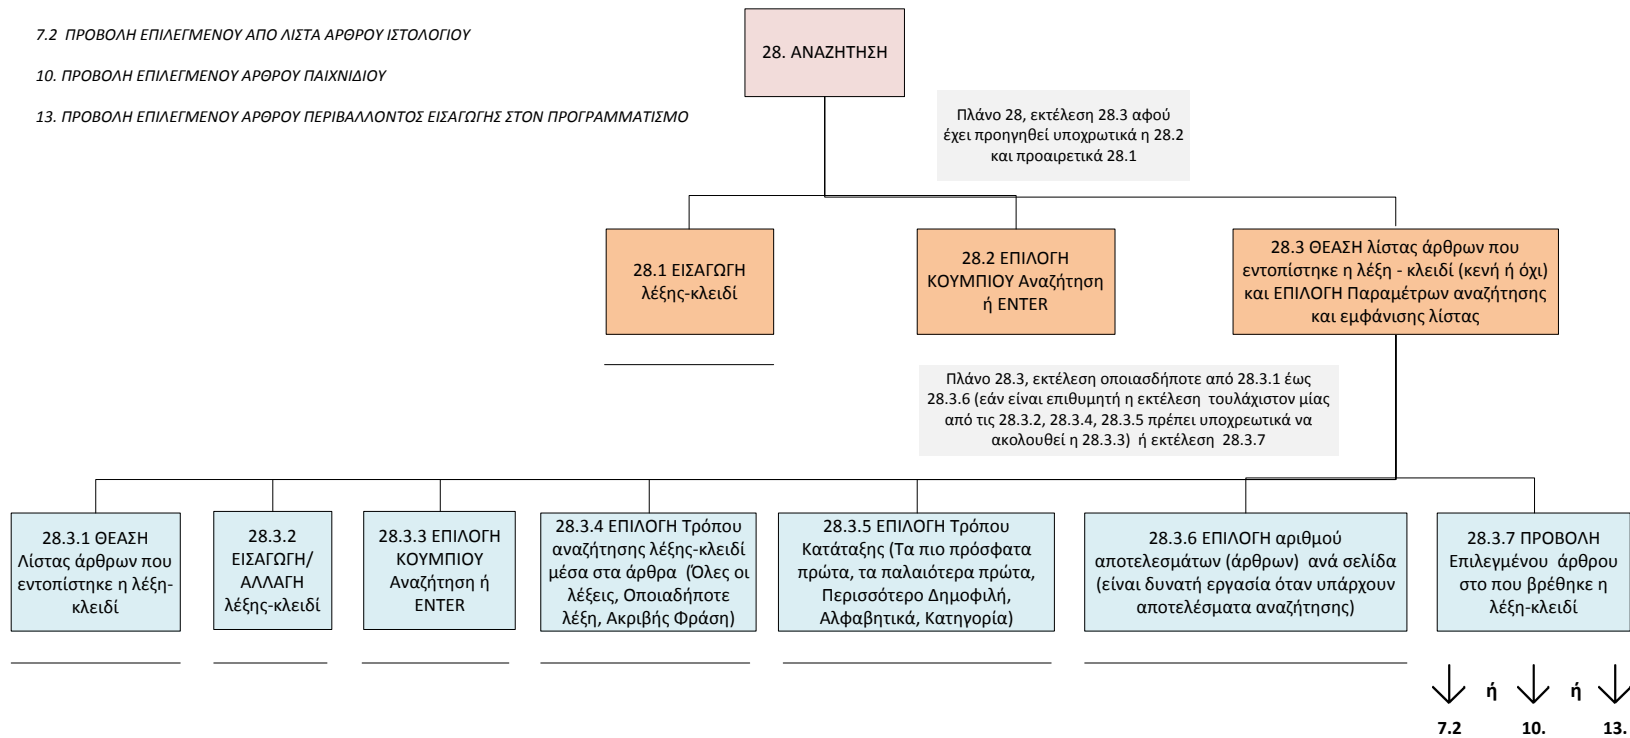 7.2 ΠΡΟΒΟΛΗ ΕΠΙΛΕΓΜΕΝΟΥ ΑΠΟ ΛΙΣΤΑ ΑΡΘΡΟΥ ΙΣΤΟΛΟΓΙΟΥ
10. ΠΡΟΒΟΛΗ ΕΠΙΛΕΓΜΕΝΟΥ ΑΡΘΡΟΥ ΠΑΙΧΝΙΔΙΟΥ
13. ΠΡΟΒΟΛΗ ΕΠΙΛΕΓΜΕΝΟΥ ΑΡΘΡΟΥ ΠΕΡΙΒΑΛΛΟΝΤΟΣ ΕΙΣΑΓΩΓΗΣ ΣΤΟΝ ΠΡΟΓΡΑΜΜΑΤΙΣΜΟ
28. ΑΝΑΖΗΤΗΣΗ
Πλάνο 28, εκτέλεση 28.3 αφού
έχει προηγηθεί υποχρωτικά η 28.2
και προαιρετικά 28.1
28.1 ΕΙΣΑΓΩΓΗ
λέξης-κλειδί
28.2 ΕΠΙΛΟΓΗ
ΚΟΥΜΠΙΟΥ Αναζήτηση
ή ENTER
28.3 ΘΕΑΣΗ λίστας άρθρων που
εντοπίστηκε η λέξη - κλειδί (κενή ή όχι)
και ΕΠΙΛΟΓΗ Παραμέτρων αναζήτησης
και εμφάνισης λίστας
Πλάνο 28.3, εκτέλεση οποιασδήποτε από 28.3.1 έως
28.3.6 (εάν είναι επιθυμητή η εκτέλεση τουλάχιστον μίας
από τις 28.3.2, 28.3.4, 28.3.5 πρέπει υποχρεωτικά να
ακολουθεί η 28.3.3) ή εκτέλεση 28.3.7
28.3.1 ΘΕΑΣΗ
Λίστας άρθρων που
εντοπίστηκε η λέξη-
κλειδί
28.3.2
ΕΙΣΑΓΩΓΗ/
ΑΛΛΑΓΗ
λέξης-κλειδί
28.3.3 ΕΠΙΛΟΓΗ
ΚΟΥΜΠΙΟΥ
Αναζήτηση ή
ENTER
28.3.4 ΕΠΙΛΟΓΗ Τρόπου
αναζήτησης λέξης-κλειδί
μέσα στα άρθρα (Όλες οι
λέξεις, Οποιαδήποτε
λέξη, Ακριβής Φράση)
28.3.5 ΕΠΙΛΟΓΗ Τρόπου
Κατάταξης (Τα πιο πρόσφατα
πρώτα, τα παλαιότερα πρώτα,
Περισσότερο Δημοφιλή,
Αλφαβητικά, Κατηγορία)
28.3.6 ΕΠΙΛΟΓΗ αριθμού
αποτελεσμάτων (άρθρων) ανά σελίδα
(είναι δυνατή εργασία όταν υπάρχουν
αποτελέσματα αναζήτησης)
28.3.7 ΠΡΟΒΟΛΗ
Επιλεγμένου άρθρου
στο που βρέθηκε η
λέξη-κλειδί
ή ή
7.2 10. 13.